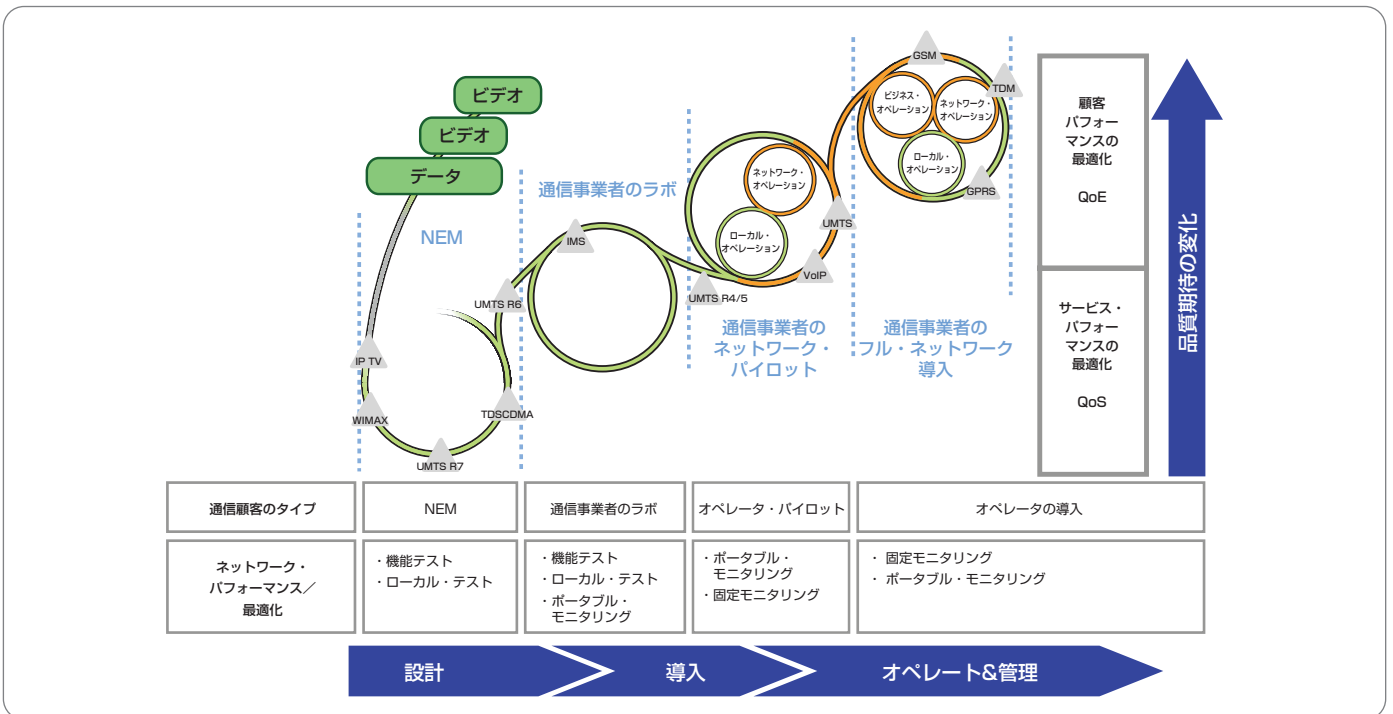 ビデオ
ビデオ
データ
NEM
IP TV
WIMAX
UMTS R7
TDSCDMA
UMTS R6
通信事業者のラボ
IMS
UMTS R4/5
ネットワーク・
オペレーション
ローカル・
オペレーション
UMTS
VoIP
通信事業者の
ネットワーク・
パイロット
GSM
TDM
GPRS
ビジネス・
オペレーション
ネットワーク・
オペレーション
ローカル・
オペレーション
通信事業者の
フル・ネットワーク
導入
顧客
パフォー
マンスの
最適化
QoE
サービス・
パフォー
マンスの
最適化
QoS
品質期待の変化
通信顧客のタイプ
NEM
通信事業者のラボ
オペレータ・パイロット
オペレータの導入
ネットワーク・
パフォーマンス／
最適化
・機能テスト
・ローカル・テスト
・機能テスト
・ローカル・テスト
・ポータブル・
モニタリング
・ポータブル・
モニタリング
・固定モニタリング
・ 固定モニタリング
・ ポータブル・モニタリング
設計
導入
オペレート&管理